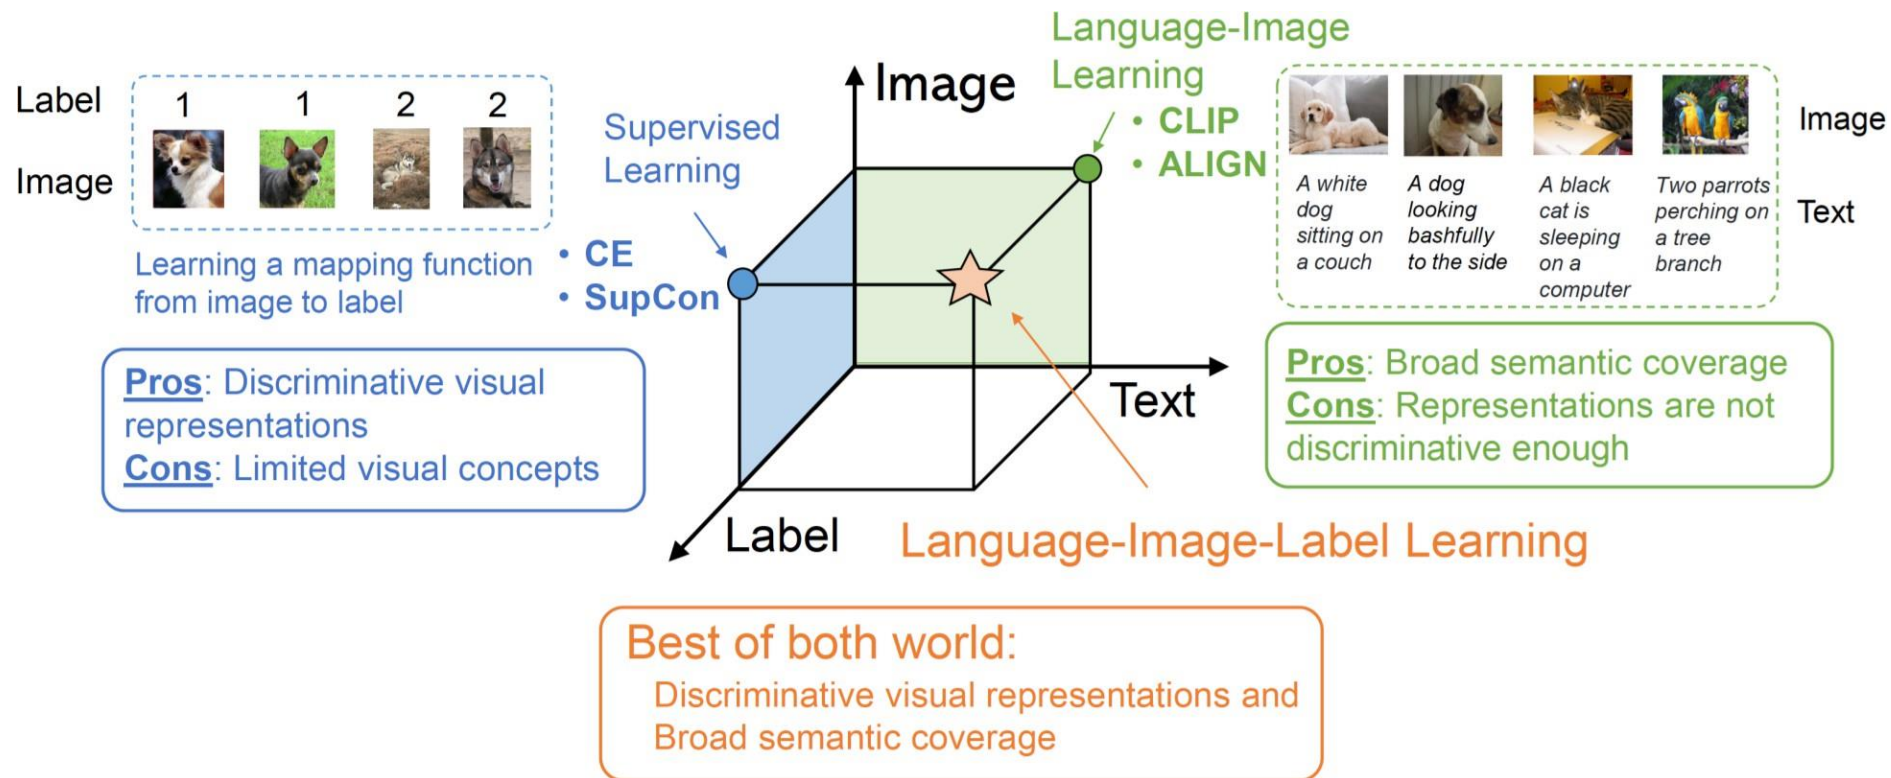 Label
1 1 2 2
Image
Learning a mapping function
from image to label
Supervised
Learning
• CE
• SupCon
Pros: Discriminative visual
representations
Cons: Limited visual concepts
Image
Text
Label
Language-Image
Learning
• CLIP
• ALIGN
Image
A white
dog
sitting on
a couch
A dog
looking
bashfully
to the side
A black
cat is
sleeping
on a
computer
Two parrots
perching on
a tree
branch
Text
Pros: Broad semantic coverage
Cons: Representations are not
discriminative enough
Language-Image-Label Learning
Best of both world:
Discriminative visual representations and
Broad semantic coverage